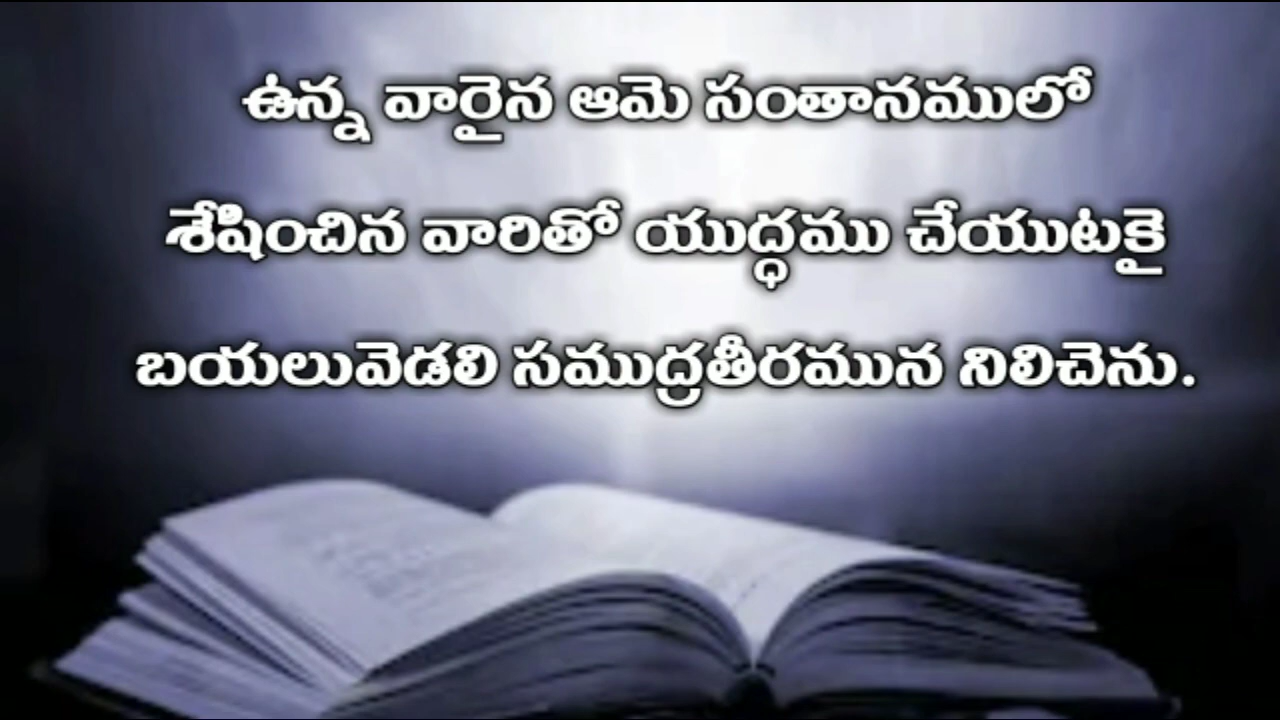 ఉన్న వారైన ఆమె సంతానములో
శేషించిన వారితో యుద్ధము చేయుటకై
బయలువెడలి సముద్రతీరమున నిలిచెను.